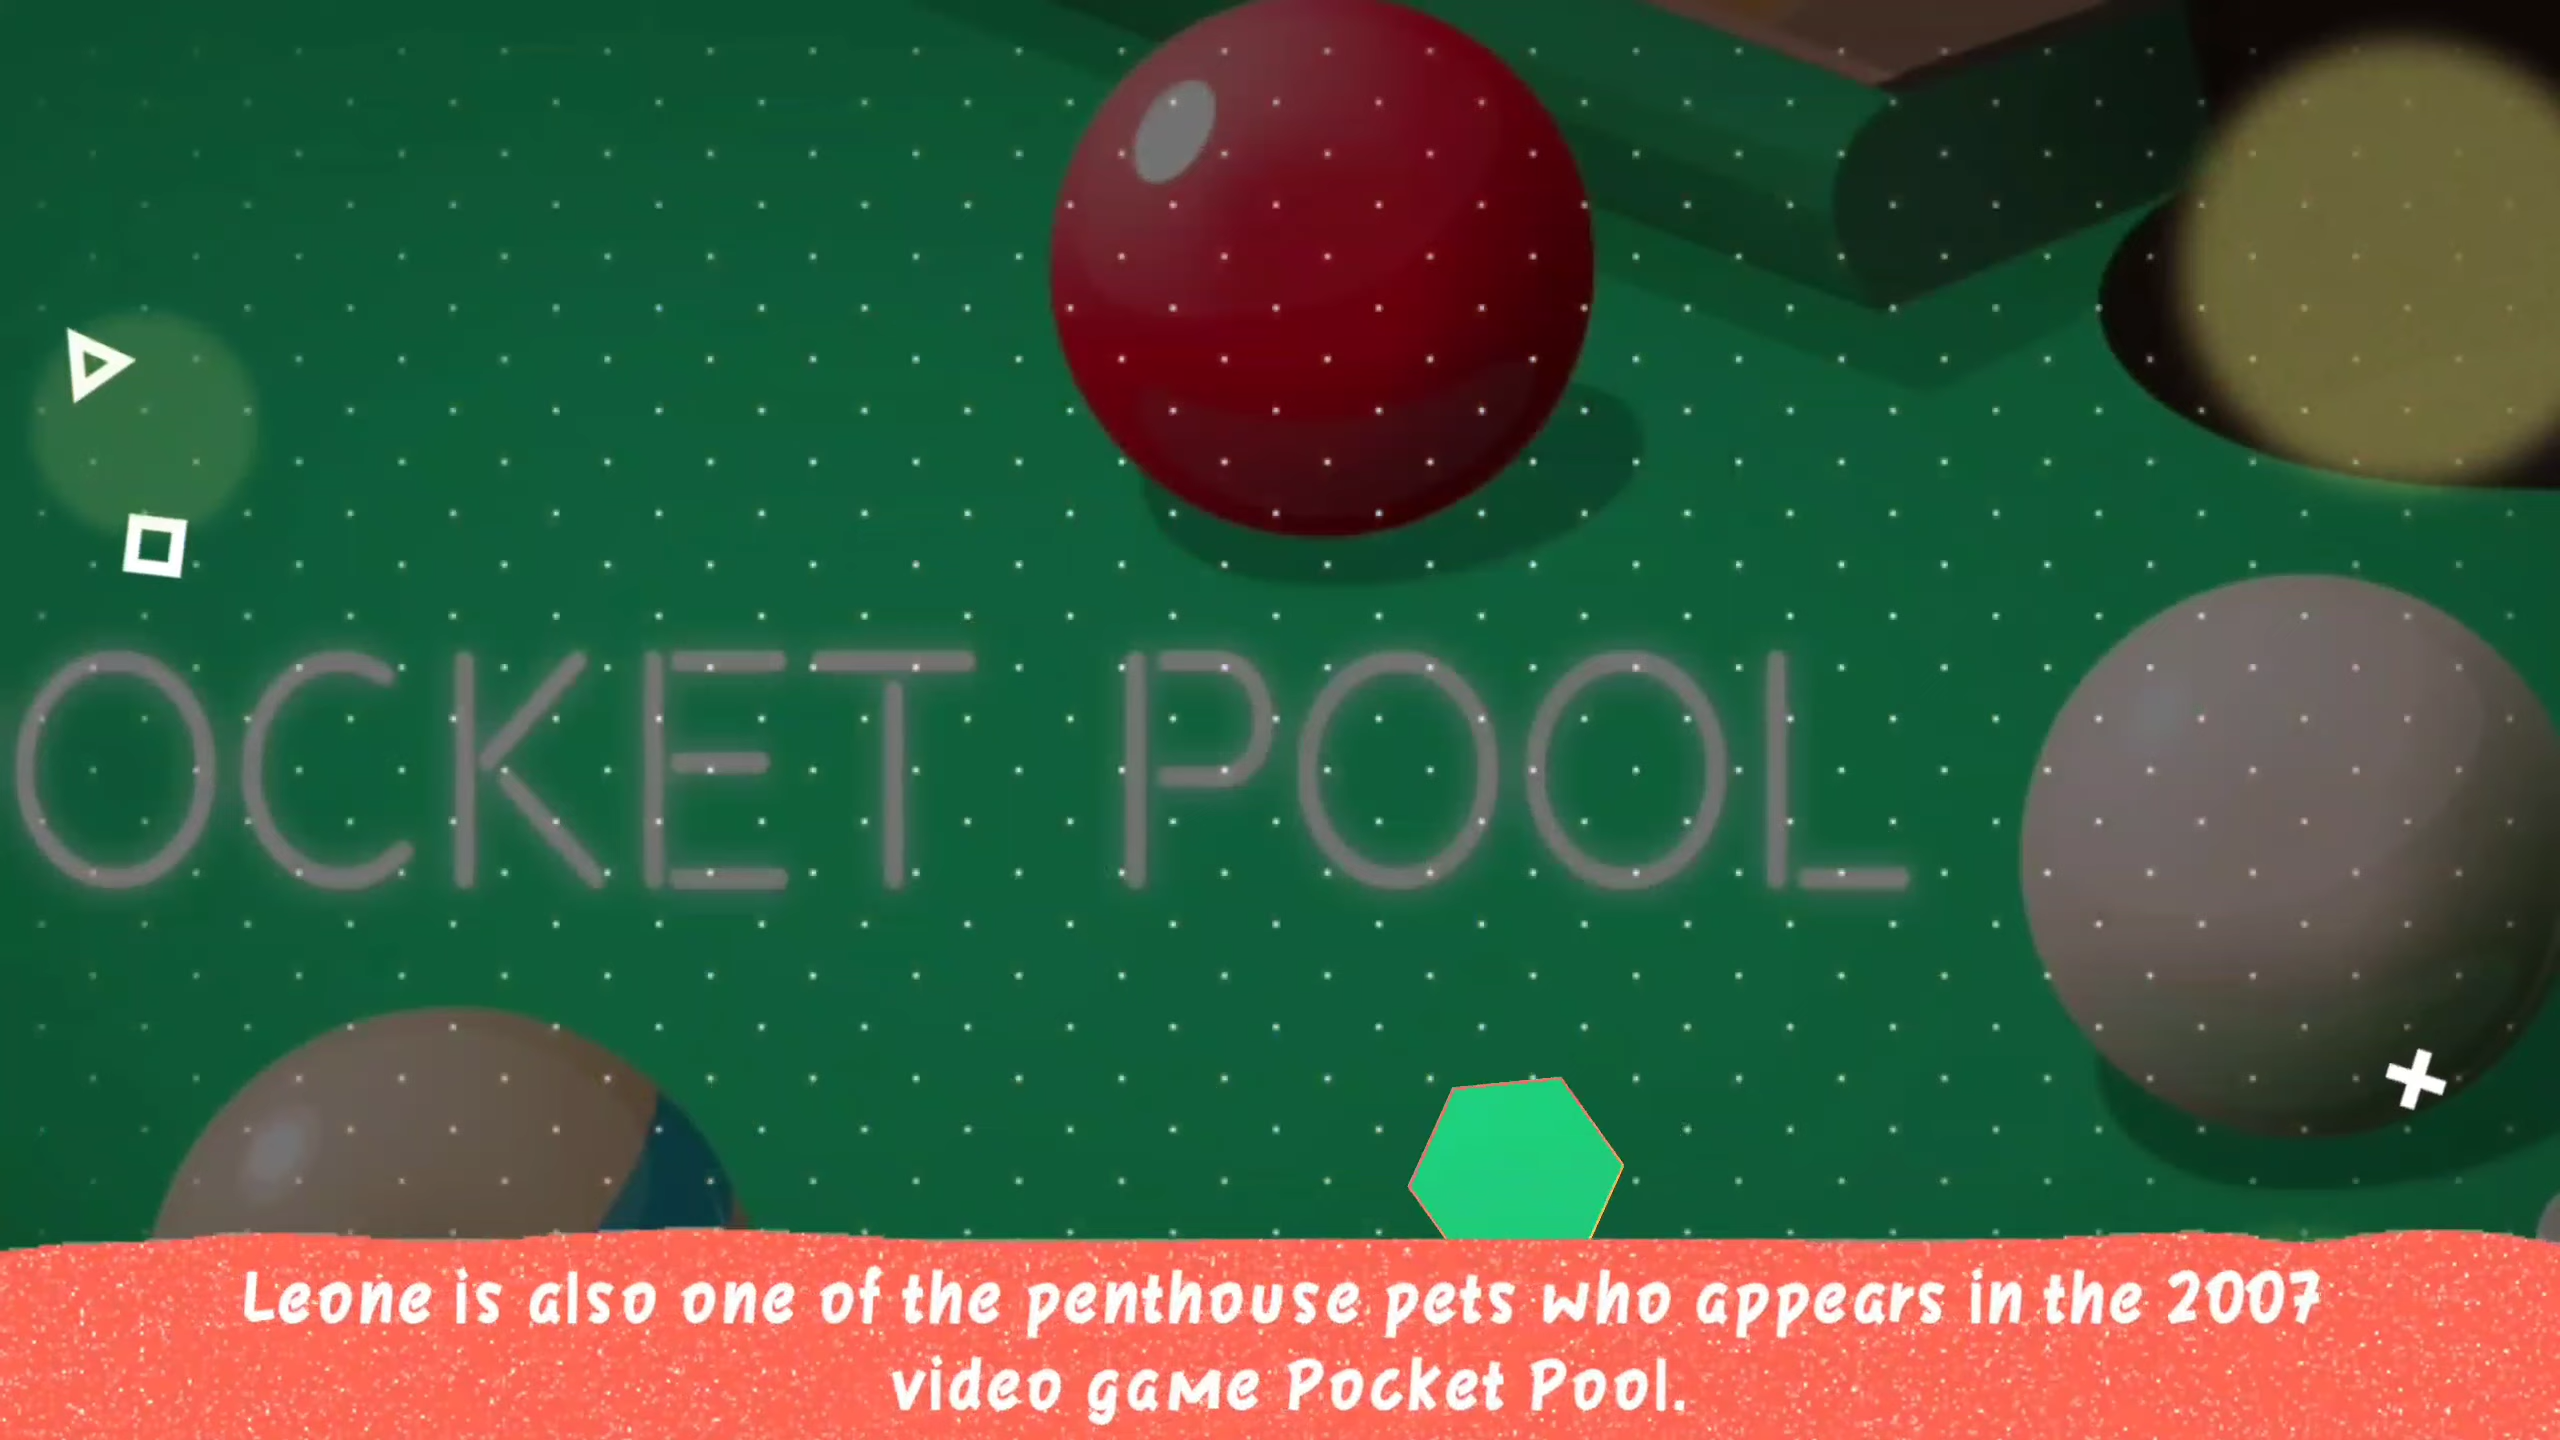 OCKET POOL
Leone is also one of the penthouse pets who appears in the 2007
video game Pocket Pool.